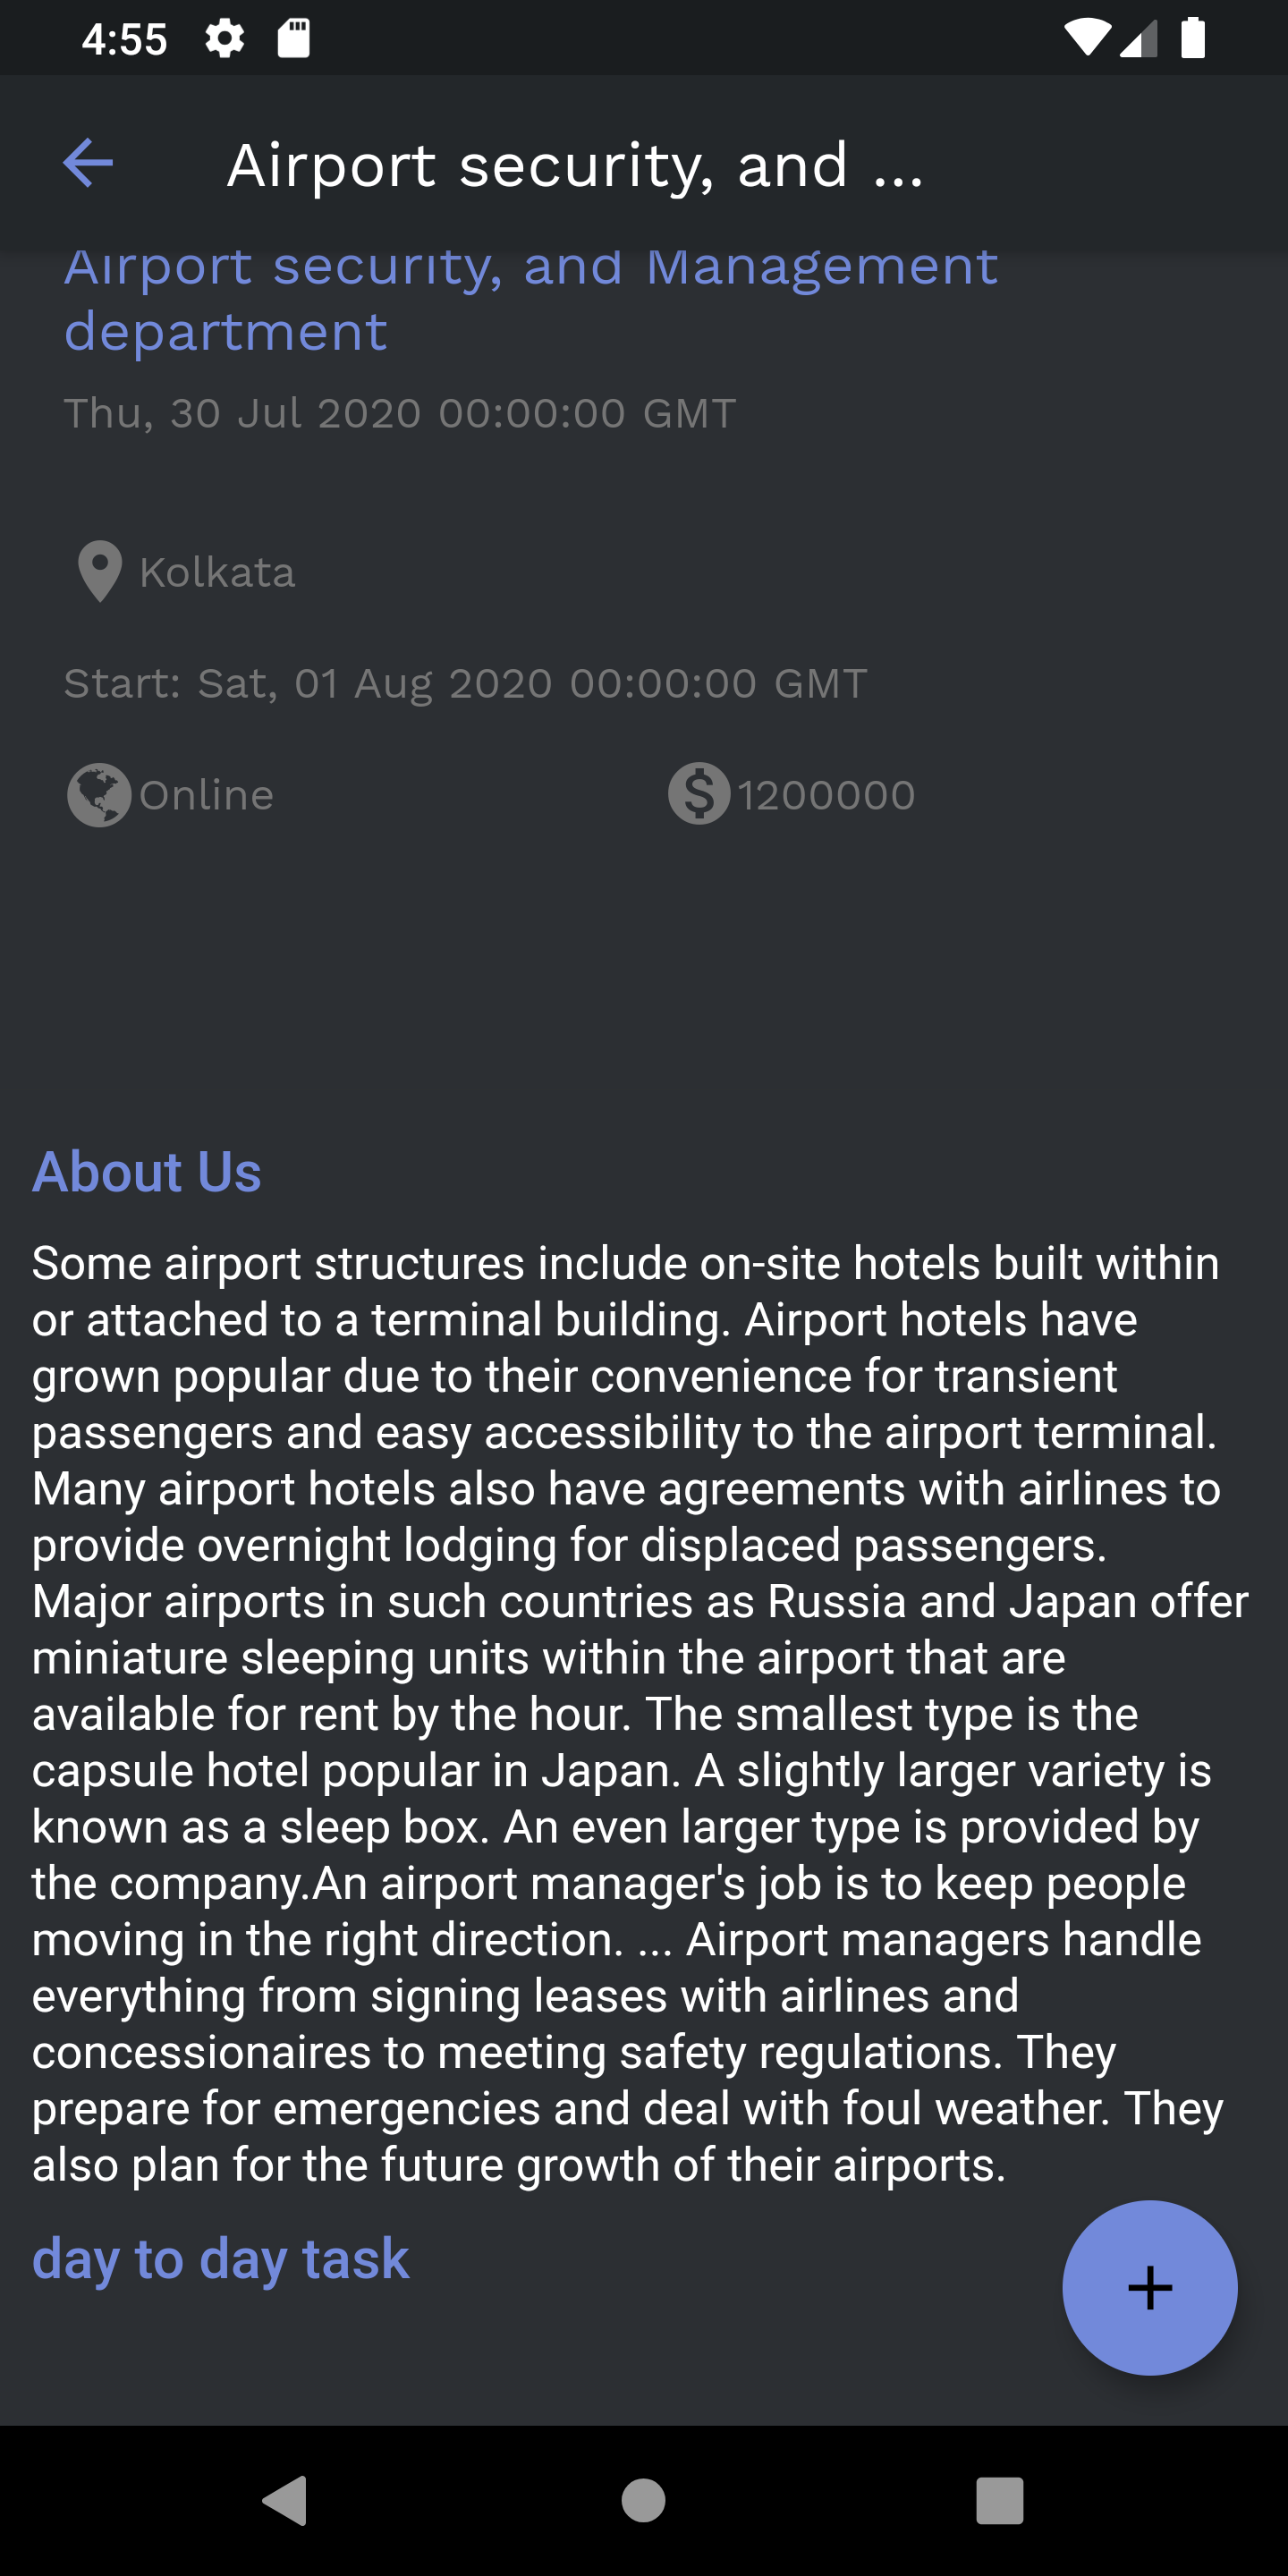 4:55
Airport security, and ...
Airport security, and Management
department
Thu, 30 Jul 2020 00:00:00 GMT
Kolkata
Start: Sat, 01 Aug 2020 00:00:00 GMT
Online
1200000
About Us
Some airport structures include on-site hotels built within
or attached to a terminal building. Airport hotels have
grown popular due to their convenience for transient
passengers and easy accessibility to the airport terminal.
Many airport hotels also have agreements with airlines to
provide overnight lodging for displaced passengers.
Major airports in such countries as Russia and Japan offer
miniature sleeping units within the airport that are
available for rent by the hour. The smallest type is the
capsule hotel popular in Japan. A slightly larger variety is
known as a sleep box. An even larger type is provided by
the company.An airport manager's job is to keep people
moving in the right direction. ... Airport managers handle
everything from signing leases with airlines and
concessionaires to meeting safety regulations. They
prepare for emergencies and deal with foul weather. They
also plan for the future growth of their airports.
day to day task